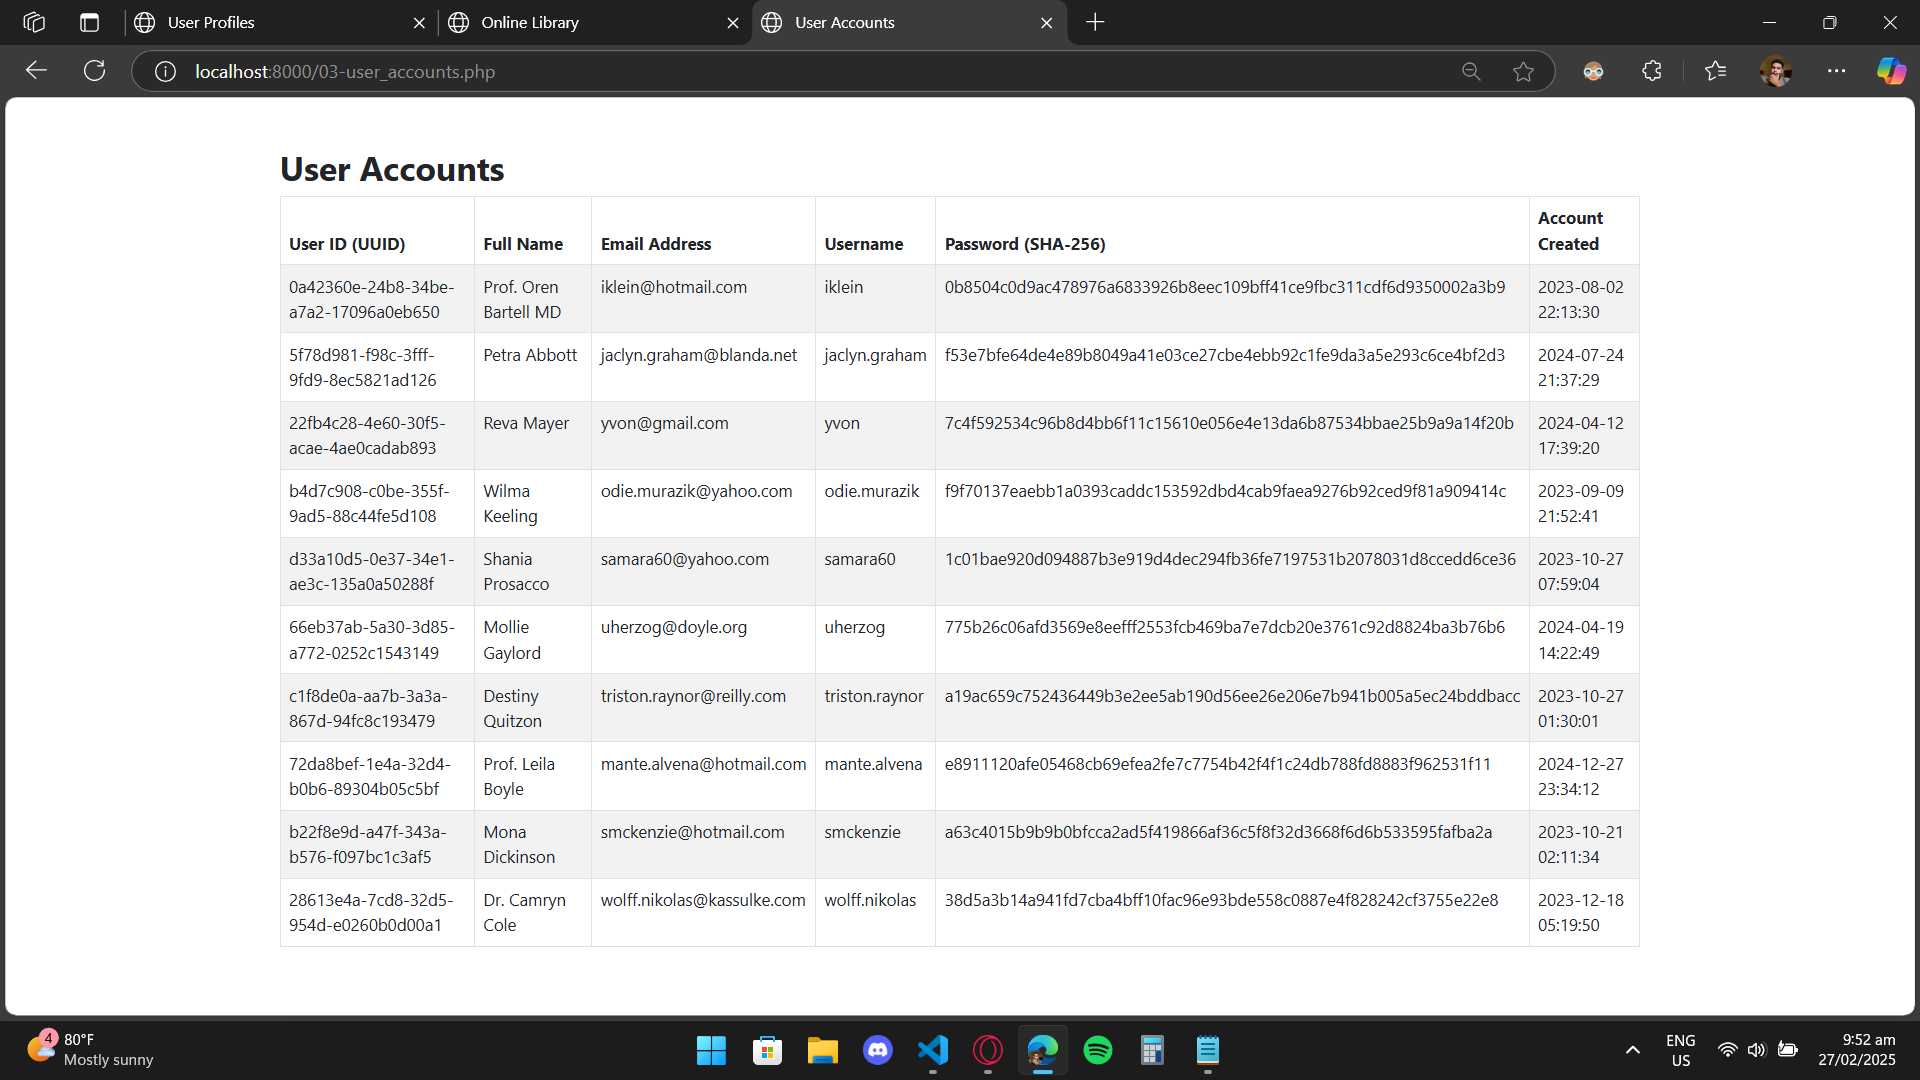 User Profiles
Online Library
User Accounts
localhost:8000/03-user_accounts.php
User Accounts
User ID (UUID) Full Name Email Address Username Password (SHA-256) Account Created
0a42360e-24b8-34be-a7a2-17096a0eb650 Prof. Oren Bartell MD iklein@hotmail.com iklein 0b8504c0d9ac478976a6833926b8eec109bff41ce9fbc311cdf6d9350002a3b9 2023-08-02 22:13:30
5f78d981-f98c-3fff-9fd9-8ec5821ad126 Petra Abbott jaclyn.graham@blanda.net jaclyn.graham f53e7bfe64de4e89b8049a41e03ce27cbe4ebb92c1fe9da3a5e293c6ce4bf2d3 2024-07-24 21:37:29
22fb4c28-4e60-30f5-acae-4ae0cadab893 Reva Mayer yvon@gmail.com yvon 7c4f592534c96b8d4bb6f11c15610e056e4e13da6b87534bbae25b9a9a14f20b 2024-04-12 17:39:20
b4d7c908-c0be-355f-9ad5-88c44fe5d108 Wilma Keeling odie.murazik@yahoo.com odie.murazik f9f70137eaebb1a0393caddc153592dbd4cab9faea9276b92ced9f81a909414c 2023-09-09 21:52:41
d33a10d5-0e37-34e1-ae3c-135a0a50288f Shania Prosacco samara60@yahoo.com samara60 1c01bae920d094887b3e919d4dec294fb36fe7197531b2078031d8ccedd6ce36 2023-10-27 07:59:04
66eb37ab-5a30-3d85-a772-0252c1543149 Mollie Gaylord uherzog@doyle.org uherzog 775b26c06afd3569e8eefff2553fcb469ba7e7dcb20e3761c92d8824ba3b76b6 2024-04-19 14:22:49
c1f8de0a-aa7b-3a3a-867d-94fc8c193479 Destiny Quitzon triston.raynor@reilly.com triston.raynor a19ac659c752436449b3e2ee5ab190d56ee26e206e7b941b005a5ec24bddbacc 2023-10-27 01:30:01
72da8bef-1e4a-32d4-b0b6-89304b05c5bf Prof. Leila Boyle mante.alvena@hotmail.com mante.alvena e8911120afe05468cb69efea2fe7c7754b42f4f1c24db788fd8883f962531f11 2024-12-27 23:34:12
b22f8e9d-a47f-343a-b576-f097bc1c3af5 Mona Dickinson smckenzie@hotmail.com smckenzie a63c4015b9b9b0bfcca2ad5f419866af36c5f8f32d3668f6d6b533595fafba2a 2023-10-21 02:11:34
28613e4a-7cd8-32d5-954d-e0260b0d00a1 Dr. Camryn Cole wolff.nikolas@kassulke.com wolff.nikolas 38d5a3b14a941fd7cba4bff10fac96e93bde558c0887e4f828242cf3755e22e8 2023-12-18 05:19:50
4
80°F
Mostly sunny
ENG
US
9:52 am
27/02/2025